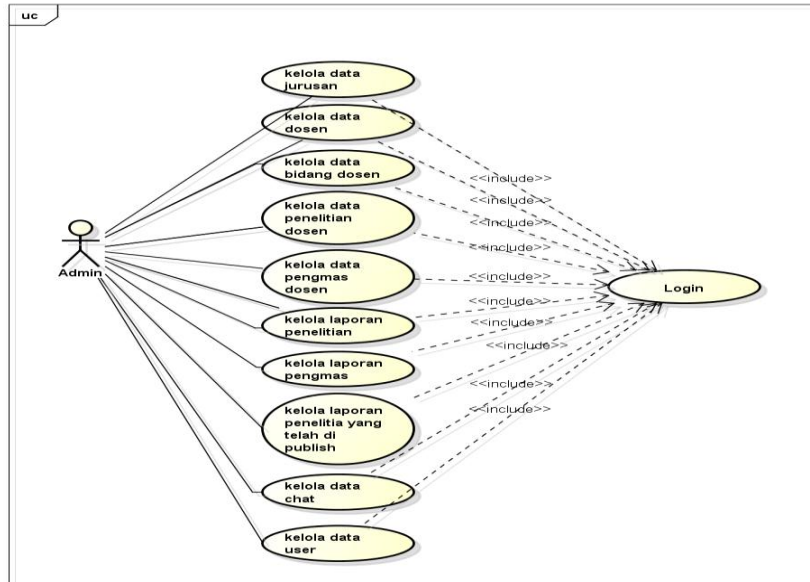 uc
kelola data
jurusan
kelola data
dosen
kelola data
bidang dosen
kelola data
penelitian
dosen
kelola data
pengmas
dosen
kelola laporan
penelitian
kelola laporan
pengmas
kelola laporan
penelitia yang
telah di
publish
kelola data
chat
kelola data
user
Admin
<<include>>
<<include>>
<<include>>
<<include>>
<<include>>
<<include>>
<<include>>
<<include>>
<<include>>
<<include>>
Login